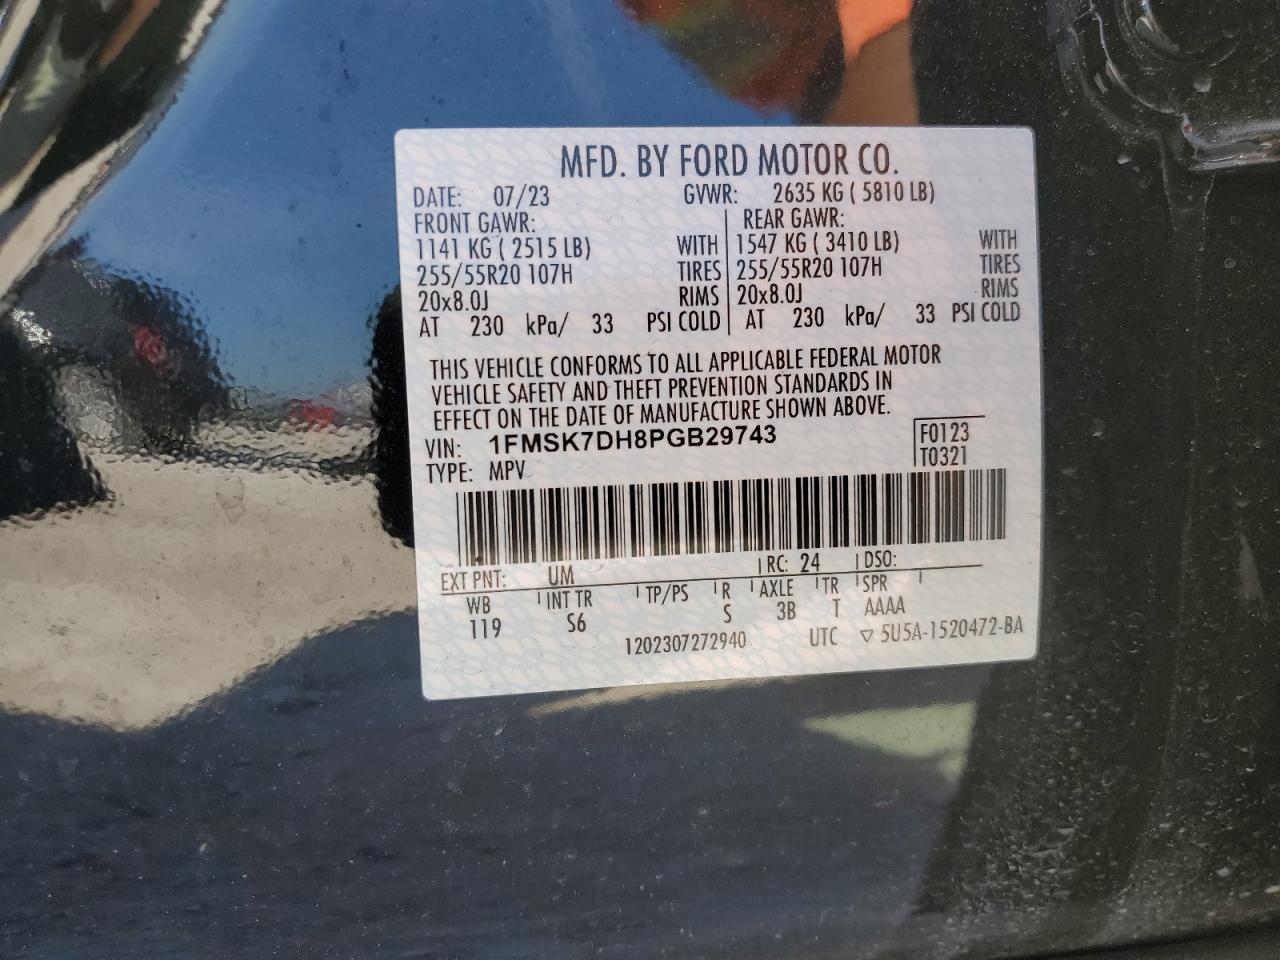 MFD. BY FORD MOTOR CO.
DATE: 07/23 GVWR: 2635 KG ( 5810 LB)
FRONT GAWR: REAR GAWR:
1141 KG ( 2515 LB) WITH 1547 KG ( 3410 LB) WITH
255/55R20 107H TIRES 255/55R20 107H TIRES
20x8.0J RIMS 20x8.0J RIMS
AT 230 kPa/ 33 PSI COLD AT 230 kPa/ 33 PSI COLD
THIS VEHICLE CONFORMS TO ALL APPLICABLE FEDERAL MOTOR
VEHICLE SAFETY AND THEFT PREVENTION STANDARDS IN
EFFECT ON THE DATE OF MANUFACTURE SHOWN ABOVE.
VIN: 1FMSK7DH8PGB29743 F0123
TYPE: MPV T0321
EXT PNT: UM RC: 24 DSO:
WB INT TR TP/PS R AXLE TR SPR
119 S6 S 3B T AAAA
1202307272940 UTC ▽ 5U5A-1520472-BA